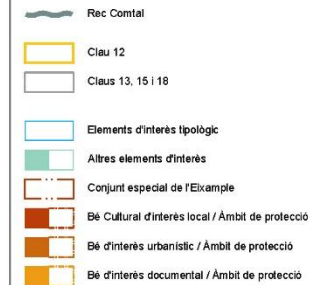 Rec Comtal
Clau 12
Claus 13, 15 i 18
Elements d'interès tipològic
Altres elements d'interès
Conjunt especial de l'Eixample
Bé Cultural d'interès local / Àmbit de protecció
Bé d'interès urbanístic / Àmbit de protecció
Bé d'interès documental / Àmbit de protecció